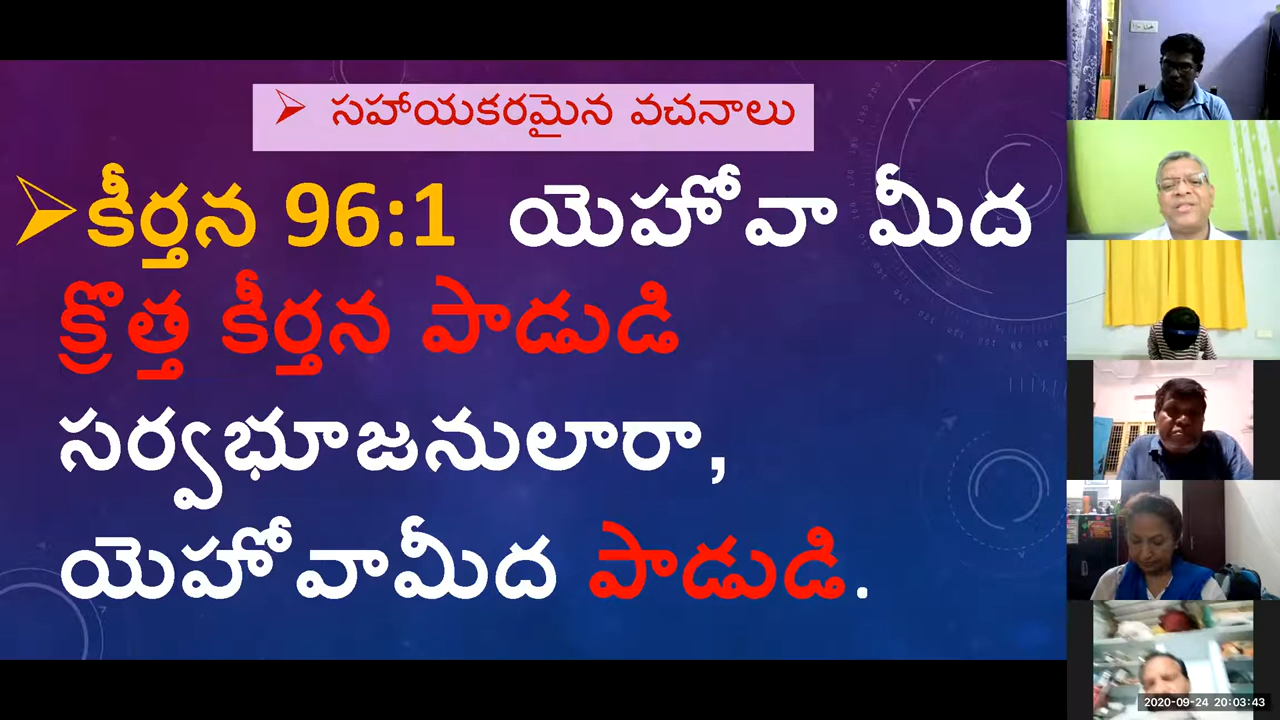 ➢ సహాయకరమైన వచనాలు
➢కీర్తన 96:1 యెహోవా మీద
క్రొత్త కీర్తన పాడుడి
సర్వభూజనులారా,
యెహోవామీద పాడుడి.
2020-09-24 20:03:43